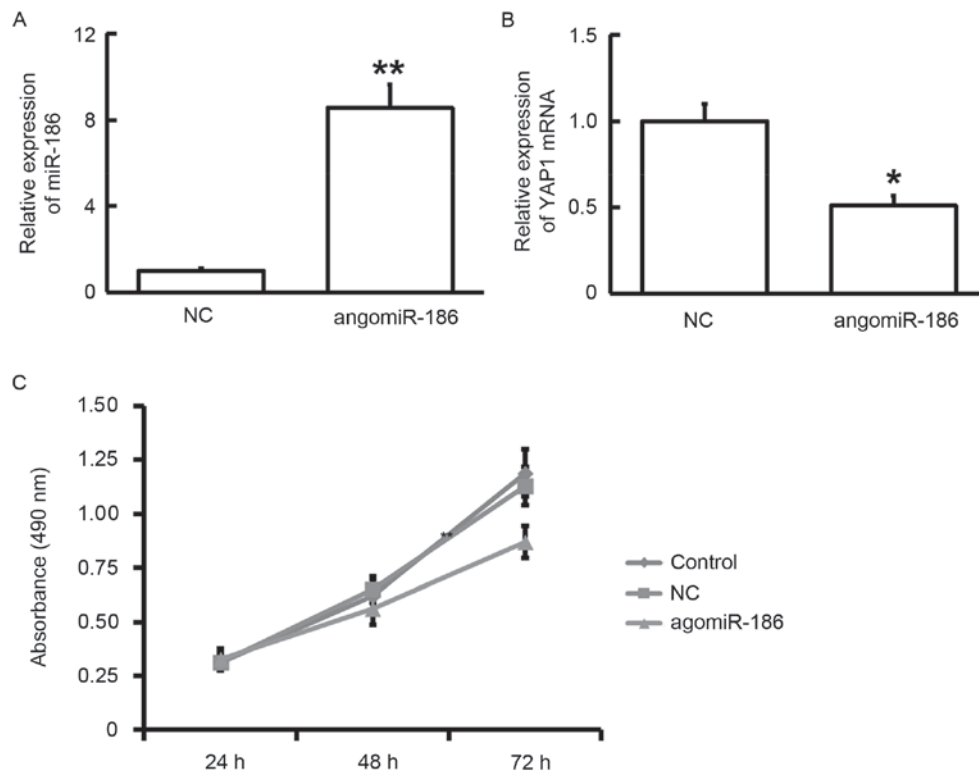 A
Relative expression
of miR-186
12
8
4
0
**
NC
angomiR-186
B
Relative expression
of YAP1 mRNA
1.5
1.0
0.5
0
*
NC
angomiR-186
C
Absorbance (490 nm)
1.50
1.25
1.00
0.75
0.50
0.25
0
**
24 h
48 h
72 h
Control
NC
agomiR-186